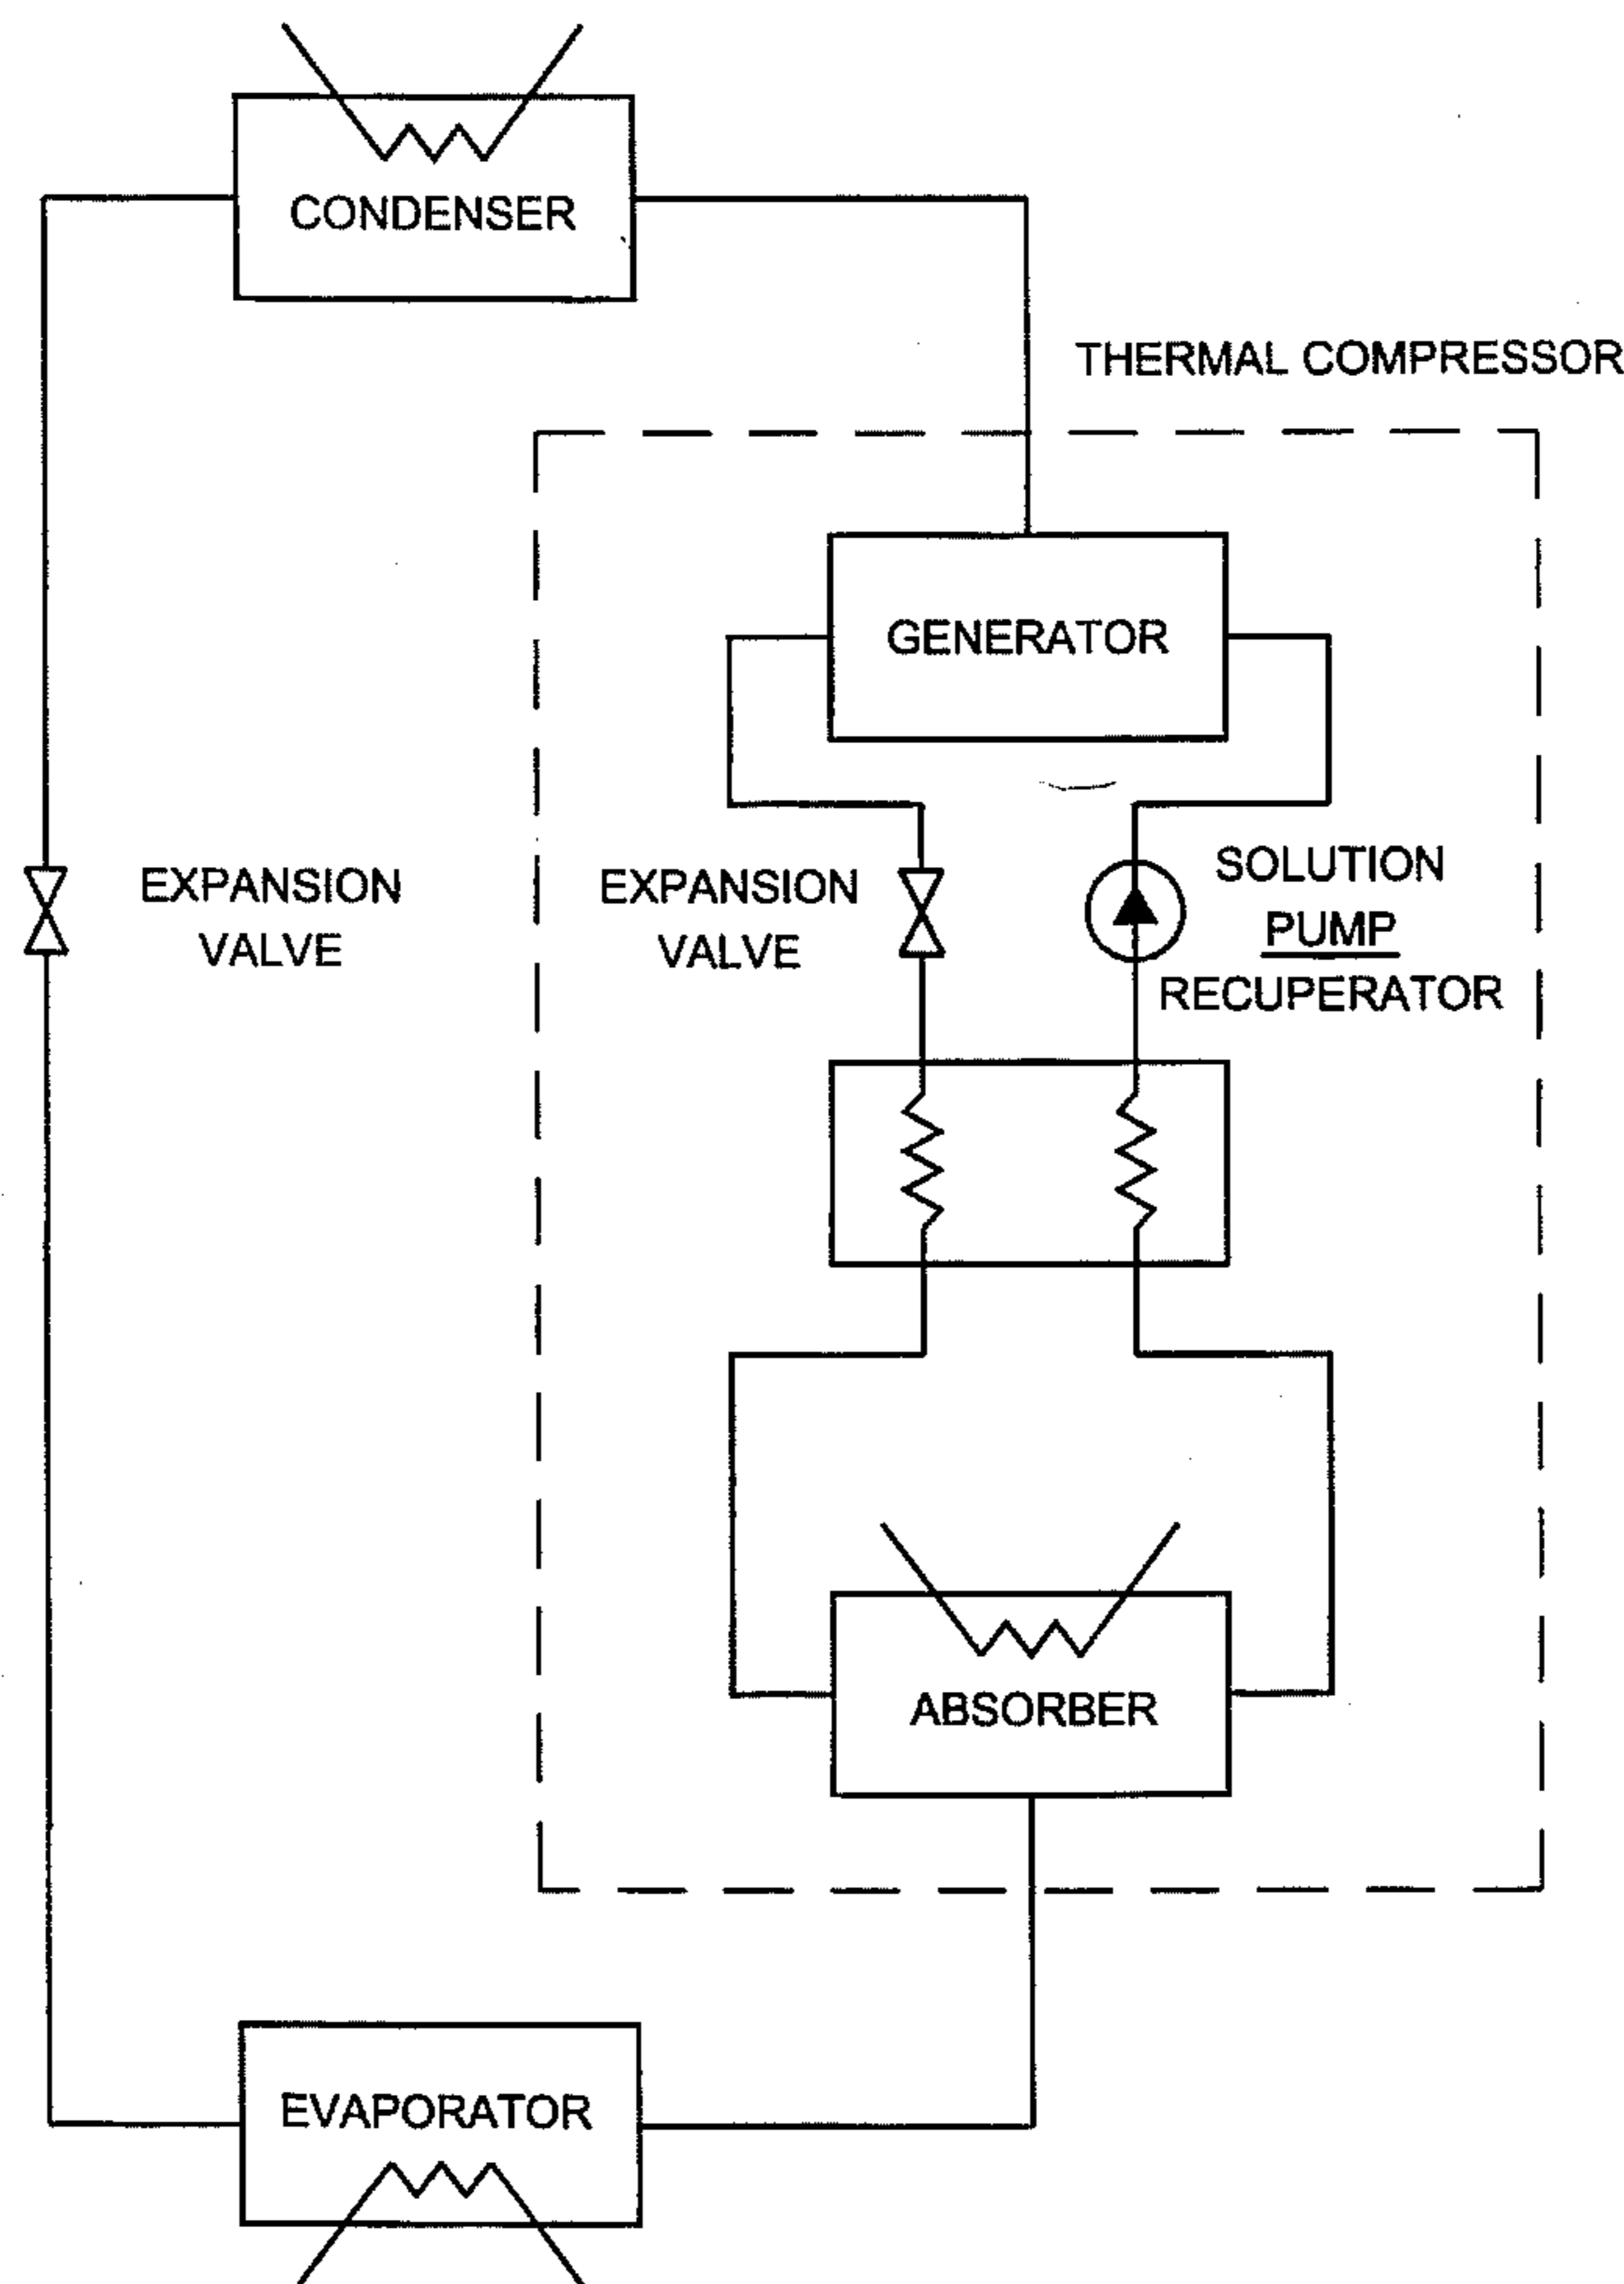 CONDENSER
THERMAL COMPRESSOR
GENERATOR
EXPANSION
VALVE
EXPANSION
VALVE
SOLUTION
PUMP
RECUPERATOR
ABSORBER
EVAPORATOR